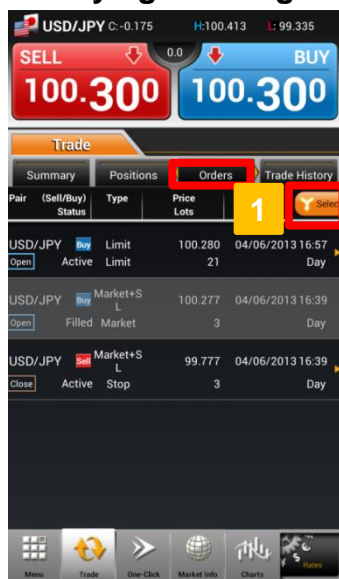 USD/JPY C:-0.175 H:100.413 L: 99.335
SELL 0.0 BUY
100.300 100.300
Trade
Summary Positions Orders Trade History
Pair (Sell/Buy) Type Price
Status Lots
1 Select
USD/JPY Buy Limit 100.280 04/06/2013 16:57
Open Active Limit 21 Day
USD/JPY Buy Market+S
L 100.277 04/06/2013 16:39
Open Filled Market 3 Day
USD/JPY Sell Market+S
L 99.777 04/06/2013 16:39
Close Active Stop 3 Day
Menu Trade One-Click Market Info Charts Rates